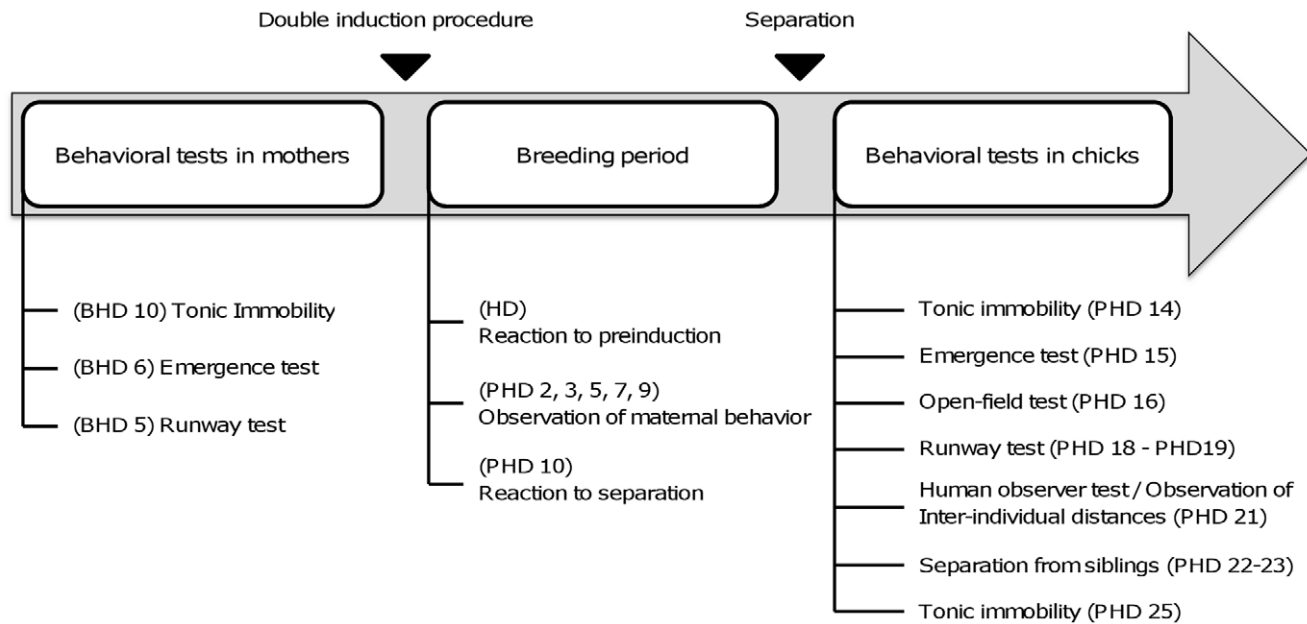 Double induction procedure
Separation
Behavioral tests in mothers
Breeding period
Behavioral tests in chicks
(BHD 10) Tonic Immobility
(BHD 6) Emergence test
(BHD 5) Runway test
(HD)
Reaction to preinduction
(PHD 2, 3, 5, 7, 9)
Observation of maternal behavior
(PHD 10)
Reaction to separation
Tonic immobility (PHD 14)
Emergence test (PHD 15)
Open-field test (PHD 16)
Runway test (PHD 18 - PHD19)
Human observer test / Observation of
Inter-individual distances (PHD 21)
Separation from siblings (PHD 22-23)
Tonic immobility (PHD 25)